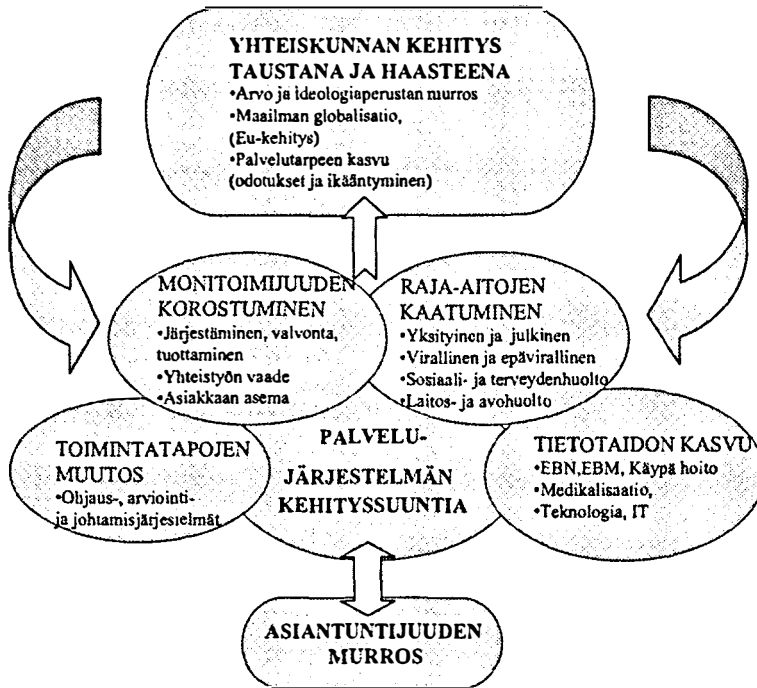 YHTEISKUNNAN KEHITYS
TAUSTANA JA HAASTEENA
•Arvo ja ideologiaperustan murros
•Maailman globalisatio,
(Eu-kehitys)
•Palvelutarpeen kasvu
(odotukset ja ikääntyminen)
MONITOIMIJUUDEN
KOROSTUMINEN
•Järjestäminen, valvonta,
tuottaminen
•Yhteistyön vaade
•Asiakkaan asema
RAJA-AITOJEN
KAATUMINEN
•Yksityinen ja julkinen
•Virallinen ja epävirallinen
•Sosiaali- ja terveydenhuolto
•Laitos- ja avohuolto
TOIMINTATAPOJEN
MUUTOS
•Ohjaus-, arviointi-
ja johtamisjärjestelmät
PALVELU-
JÄRJESTELMÄN
KEHITYSSUUNTIA
TIETOTAIDON KASVU
•EBN,EBM, Käypä hoito
•Medikalisaatio,
•Teknologia, IT
ASIANTUNTIJUUDEN
MURROS